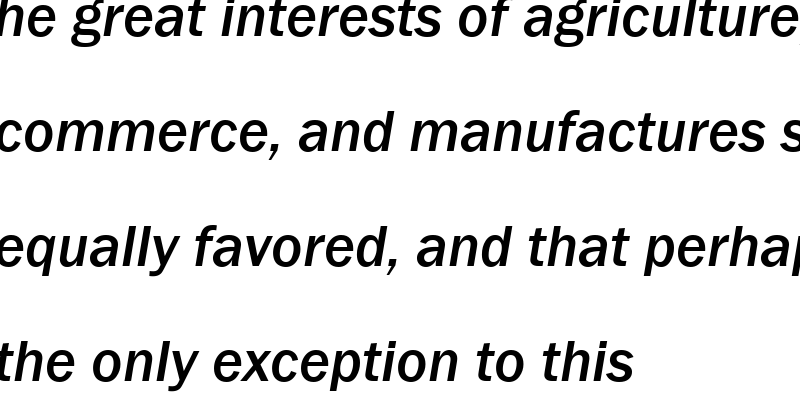 he great interests of agriculture,
commerce, and manufactures s
equally favored, and that perhap
the only exception to this